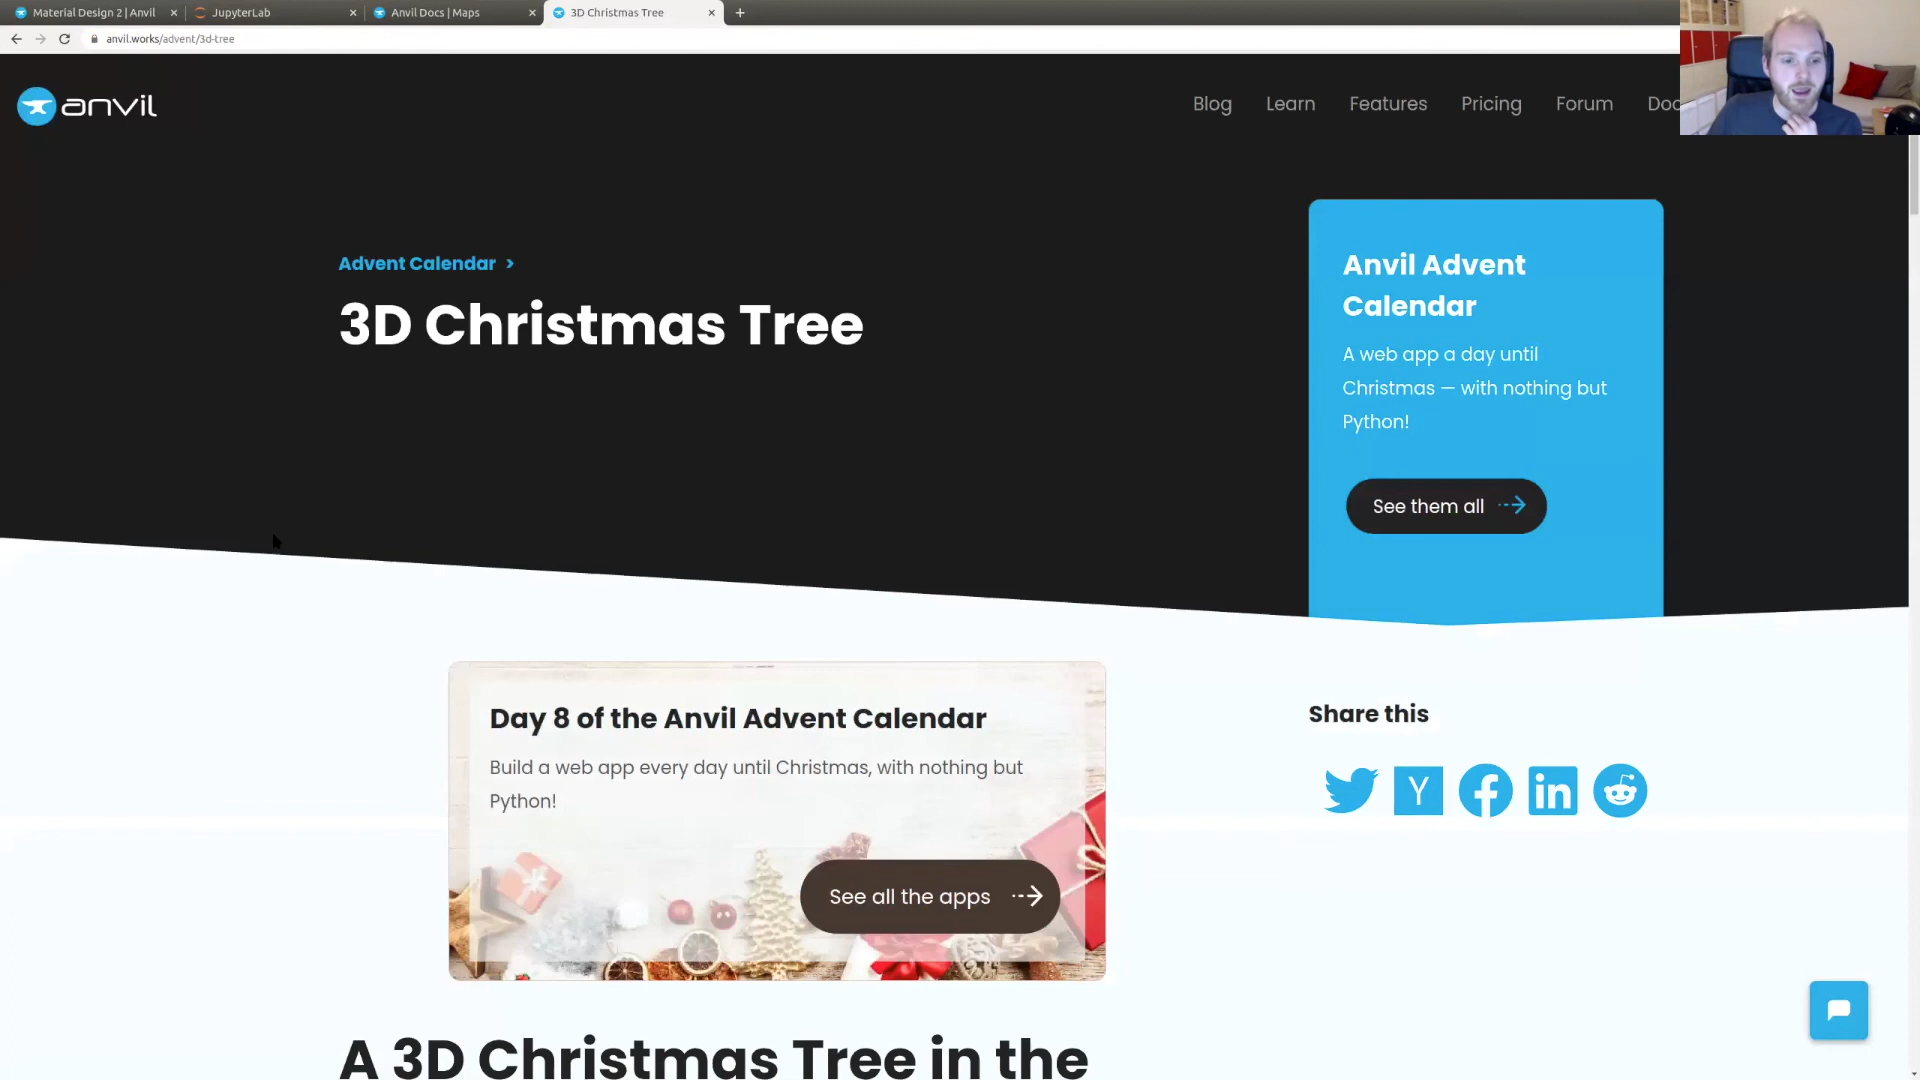 Material Design 2 | Anvil
JupyterLab
Anvil Docs | Maps
3D Christmas Tree
anvil.works/advent/3d-tree
anvil
Blog
Learn
Features
Pricing
Forum
Doc
Advent Calendar >
3D Christmas Tree
Anvil Advent
Calendar
A web app a day until
Christmas — with nothing but
Python!
See them all
Day 8 of the Anvil Advent Calendar
Build a web app every day until Christmas, with nothing but
Python!
See all the apps
Share this
A 3D Christmas Tree in the